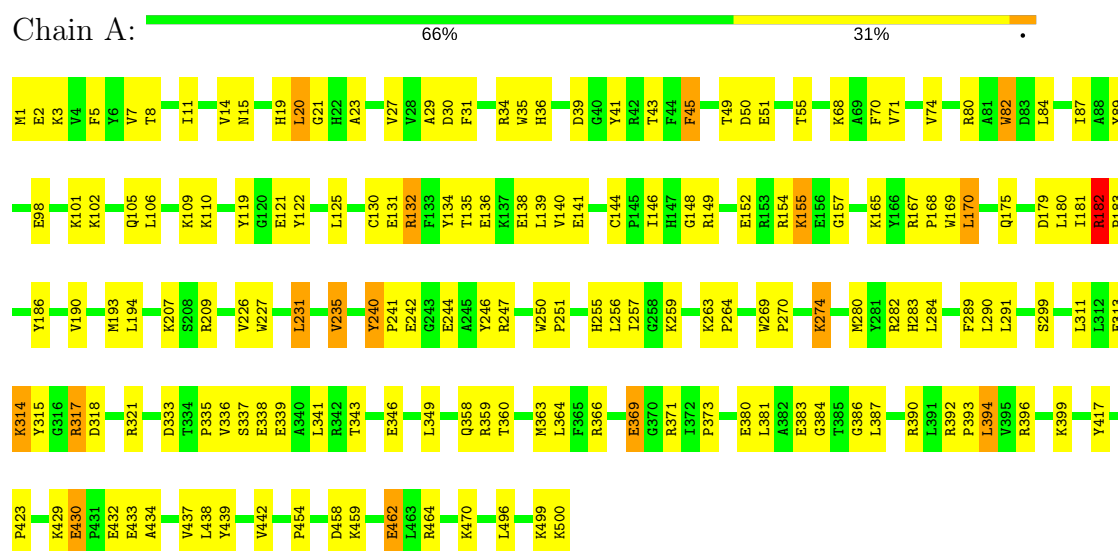 Chain A:
66% 31% •
M1 E2 K3 V4 F5 Y6 V7 T8 I11 V14 N15 H19 L20 G21 H22 A23 V27 V28 A29 D30 F31 R34 W35 H36 D39 G40 Y41 R42 T43 F44 F45 T49 D50 E51 T55 K68 A69 F70 V71 V74 R80 A81 W82 D83 L84 I87 A88 Y89
E98 K101 K102 Q105 L106 K109 K110 Y119 G120 E121 Y122 L125 C130 E131 R132 F133 Y134 T135 E136 K137 E138 L139 V140 E141 C144 P145 I146 H147 G148 R149 E152 R153 R154 K155 E156 G157 K165 Y166 R167 P168 W169 L170 Q175 D179 L180 I181 R182
Y186 V190 M193 L194 K207 S208 R209 V226 W227 L231 V235 Y240 P241 E242 G243 E244 A245 Y246 R247 W250 P251 H255 L256 I257 G258 K259 K263 P264 W269 P270 K274 M280 Y281 R282 H283 L284 F289 L290 L291 S299 L311 L312
K314 Y315 G316 R317 D318 R321 D333 T334 P335 V336 S337 E338 E339 A340 L341 R342 T343 E346 L349 Q358 R359 T360 M363 L364 F365 R366 E369 G370 R371 I372 P373 E380 L381 A382 E383 G384 T385 G386 L387 R390 L391 R392 P393 L394 V395 R396 K399 Y417
P423 K429 E430 P431 E432 E433 A434 V437 L438 Y439 V442 P454 D458 K459 E462 L463 R464 K470 L496 K499 K500